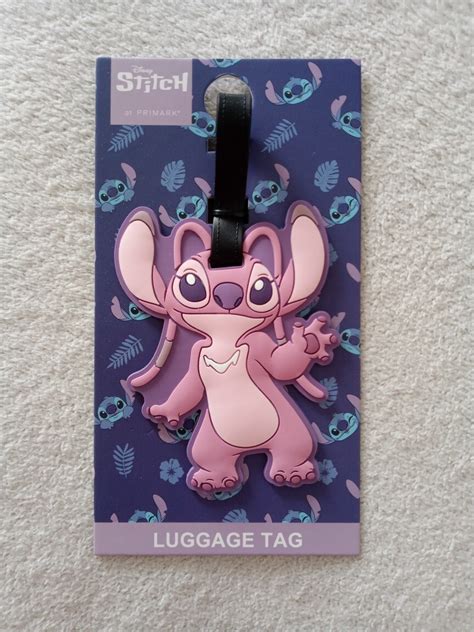 Disney
STITCH
at PRIMARK
LUGGAGE TAG